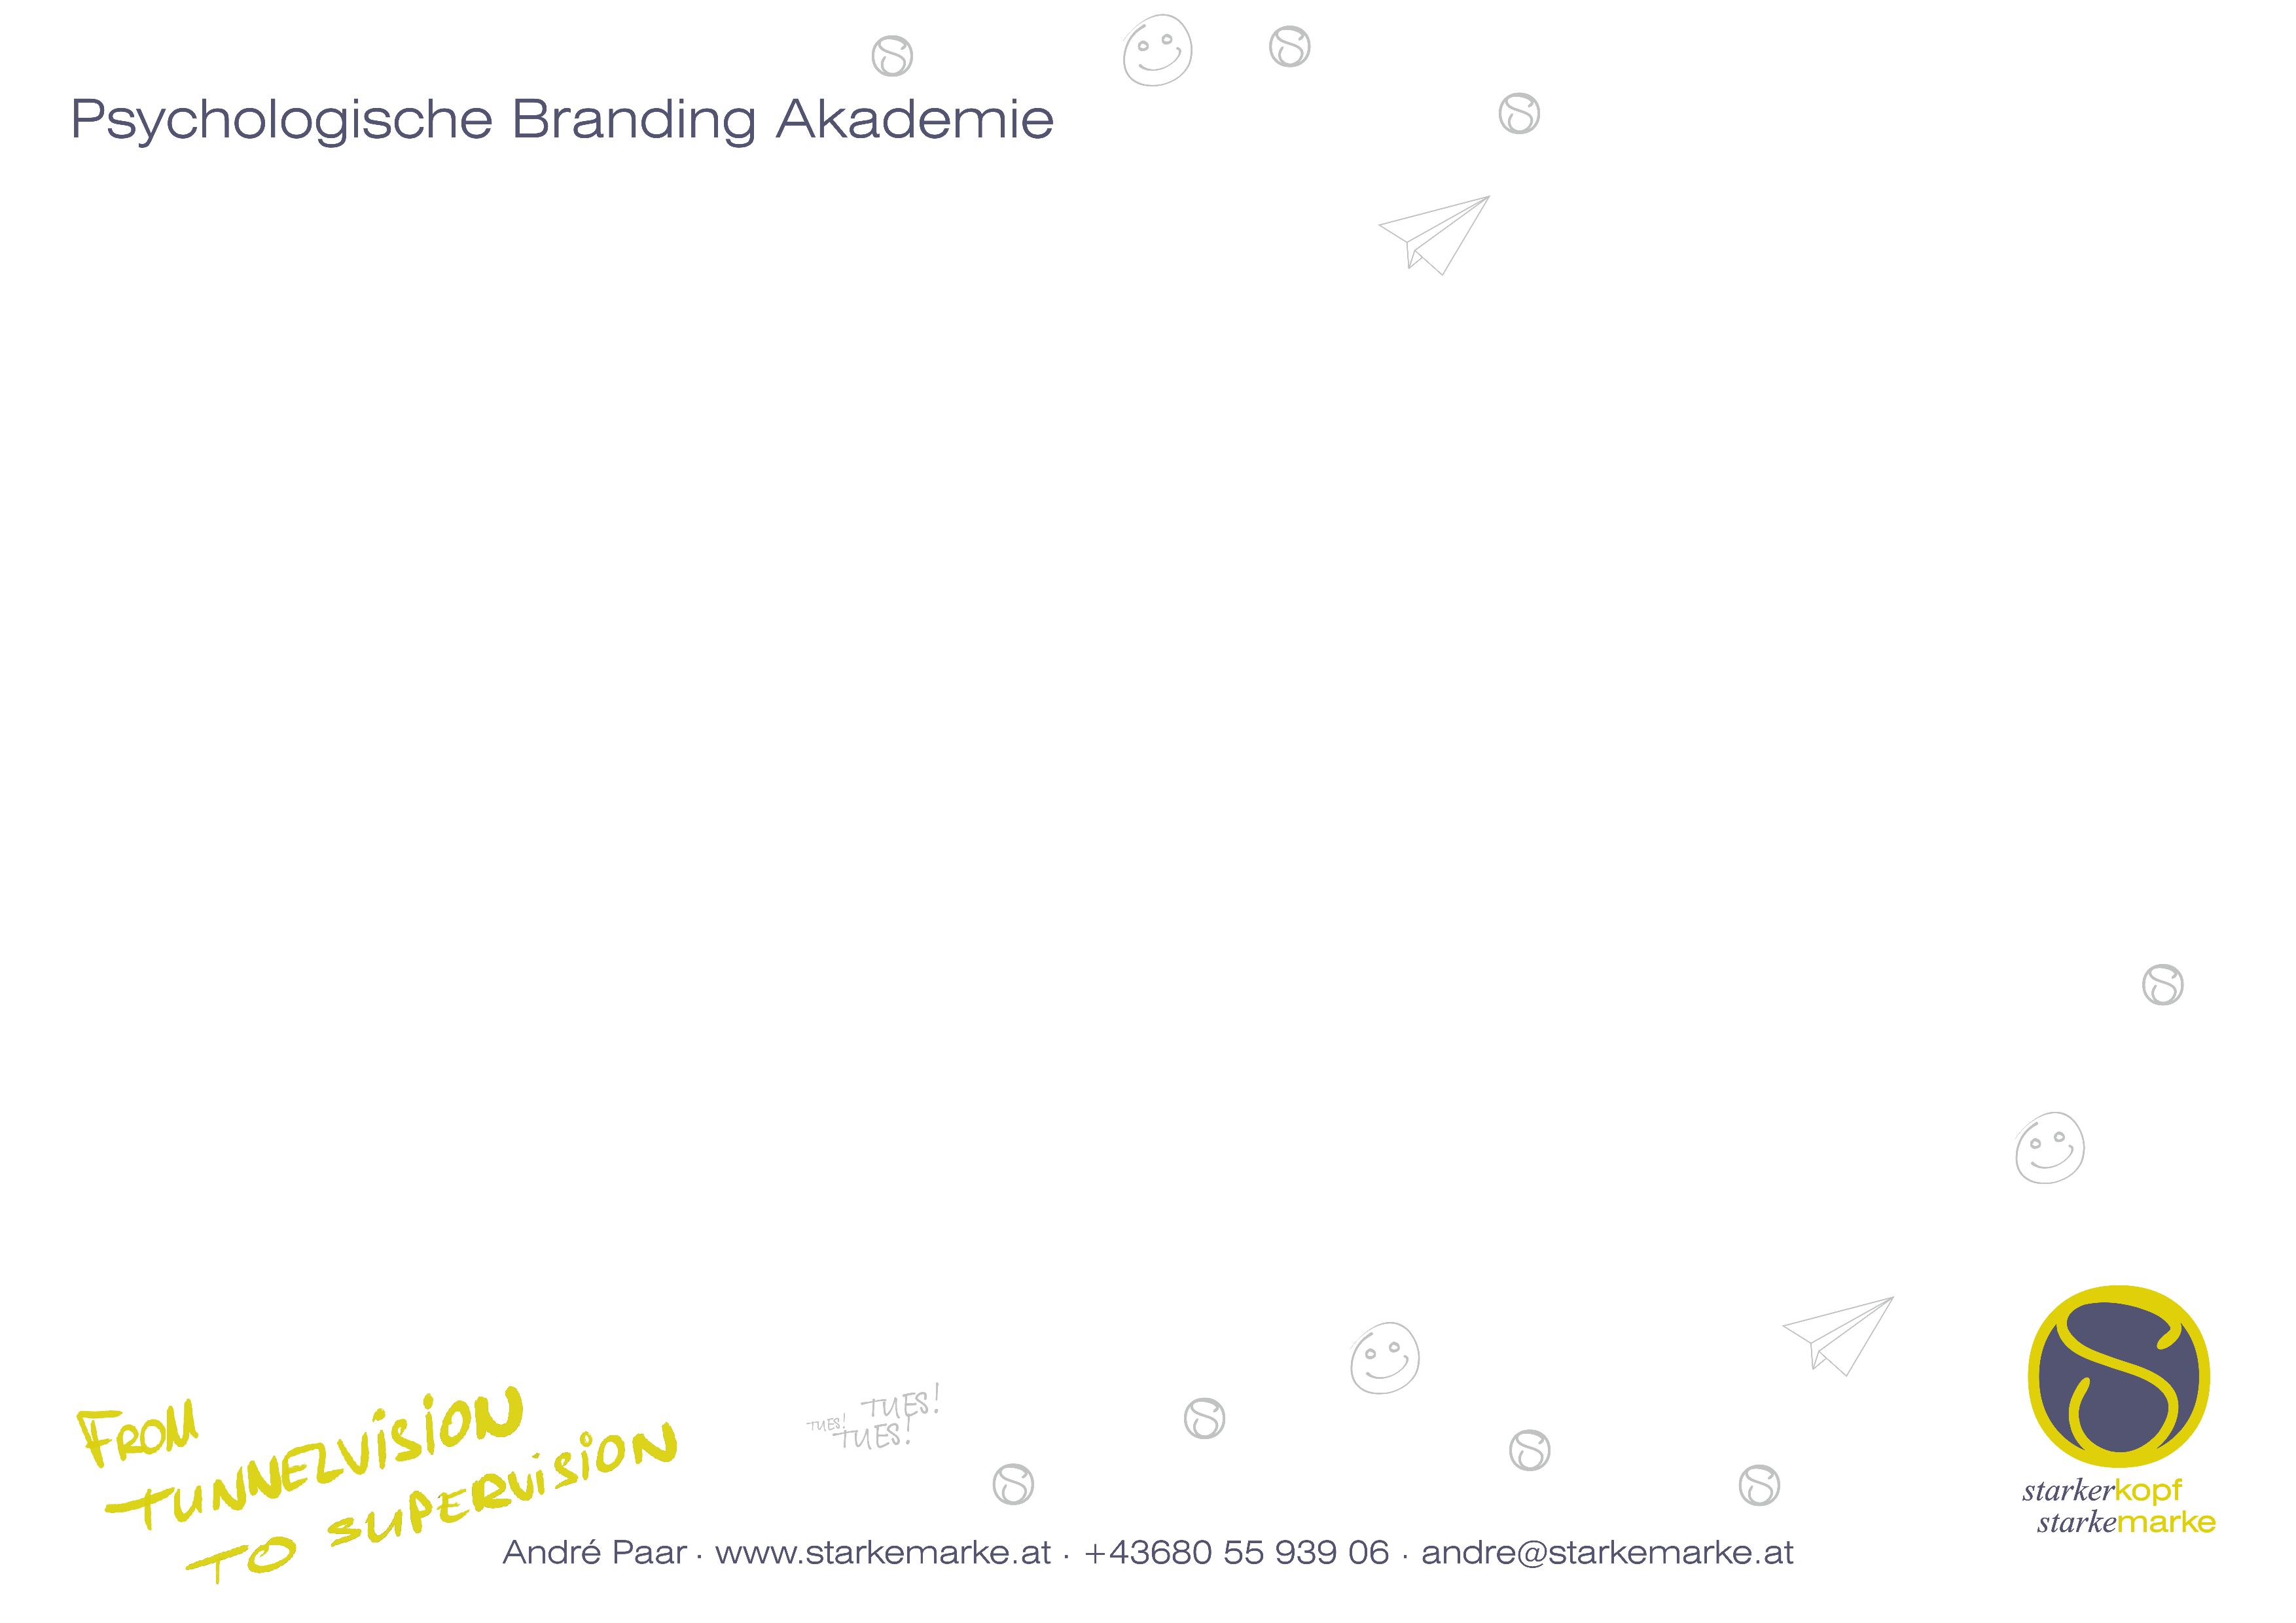 Psychologische Branding Akademie
FROM
TUNNELVISION
TO SUPERVISION
TUES!
TUES!
TUES!
André Paar · www.starkemarke.at · +43680 55 939 06 · andre@starkemarke.at
starkerkopf
starkemarke